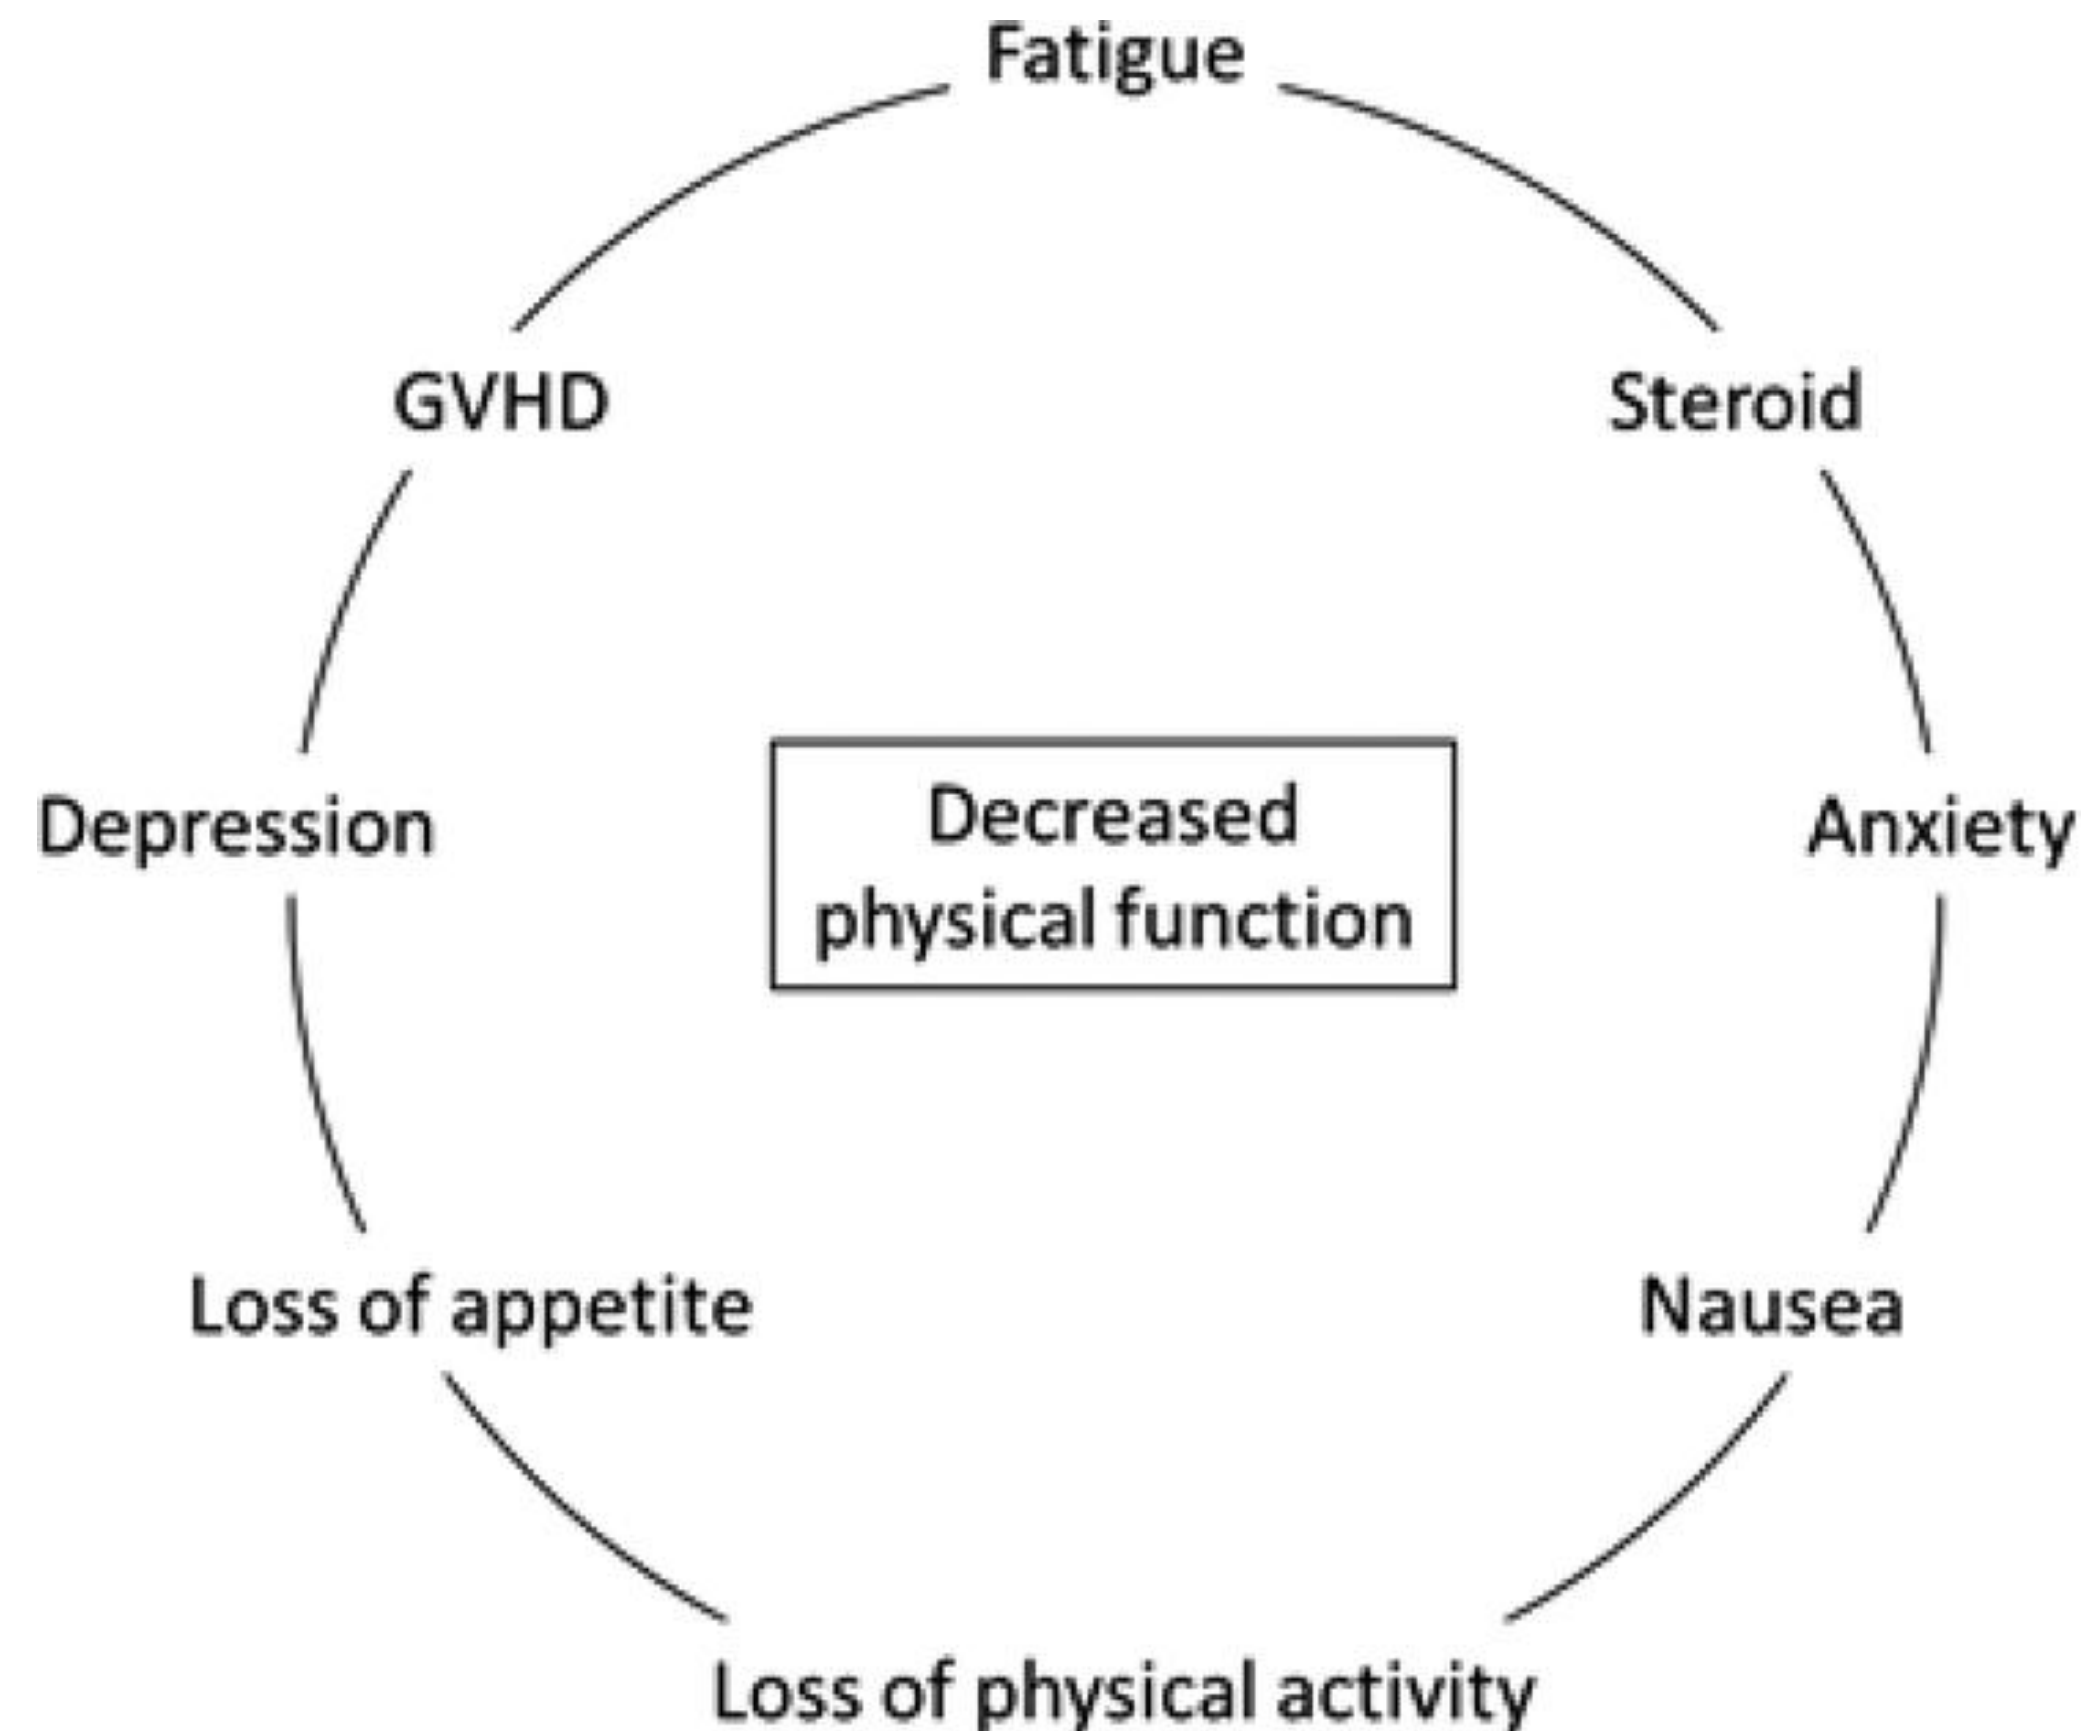 Fatigue
GVHD
Steroid
Depression
Decreased
physical function
Anxiety
Loss of appetite
Nausea
Loss of physical activity